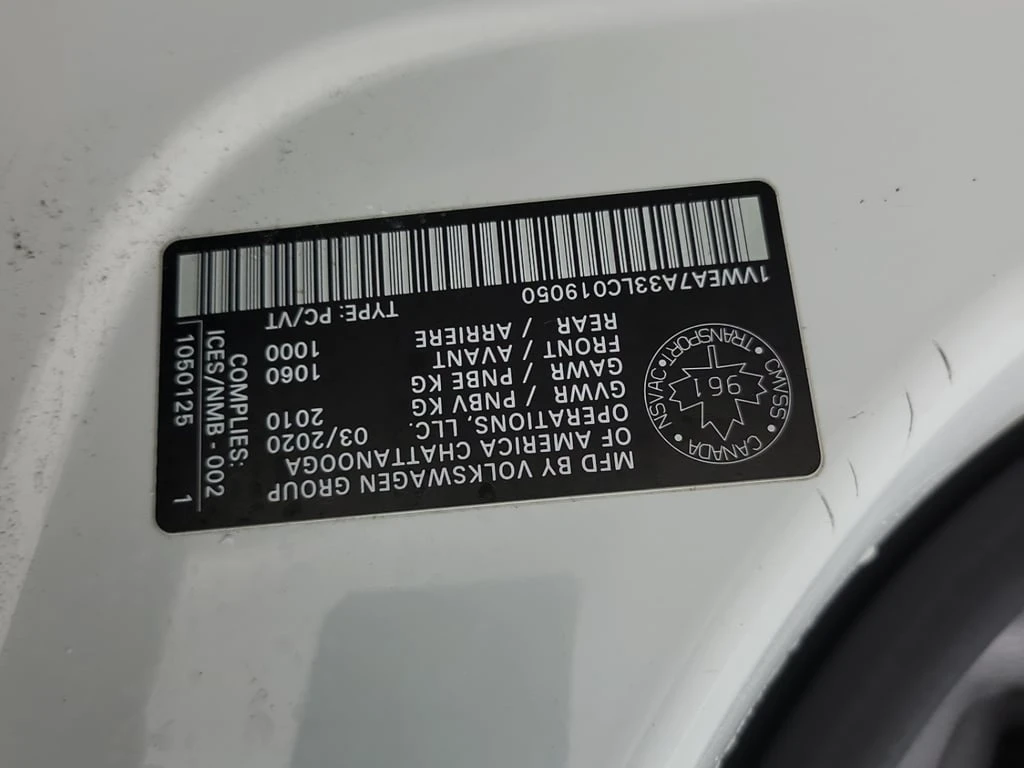 CANADA
NSVAC • TRANSPORT • CMVSS
196
MFD BY VOLKSWAGEN GROUP
OF AMERICA CHATTANOOGA
OPERATIONS, LLC. 03/2020
GVWR / PNBV KG 2010
GAWR / PNBE KG
FRONT / AVANT 1060
REAR / ARRIERE 1000
1VWEA7A33LC019050 TYPE: PC/VT
COMPLIES:
ICES/NMB - 002
1050125 1